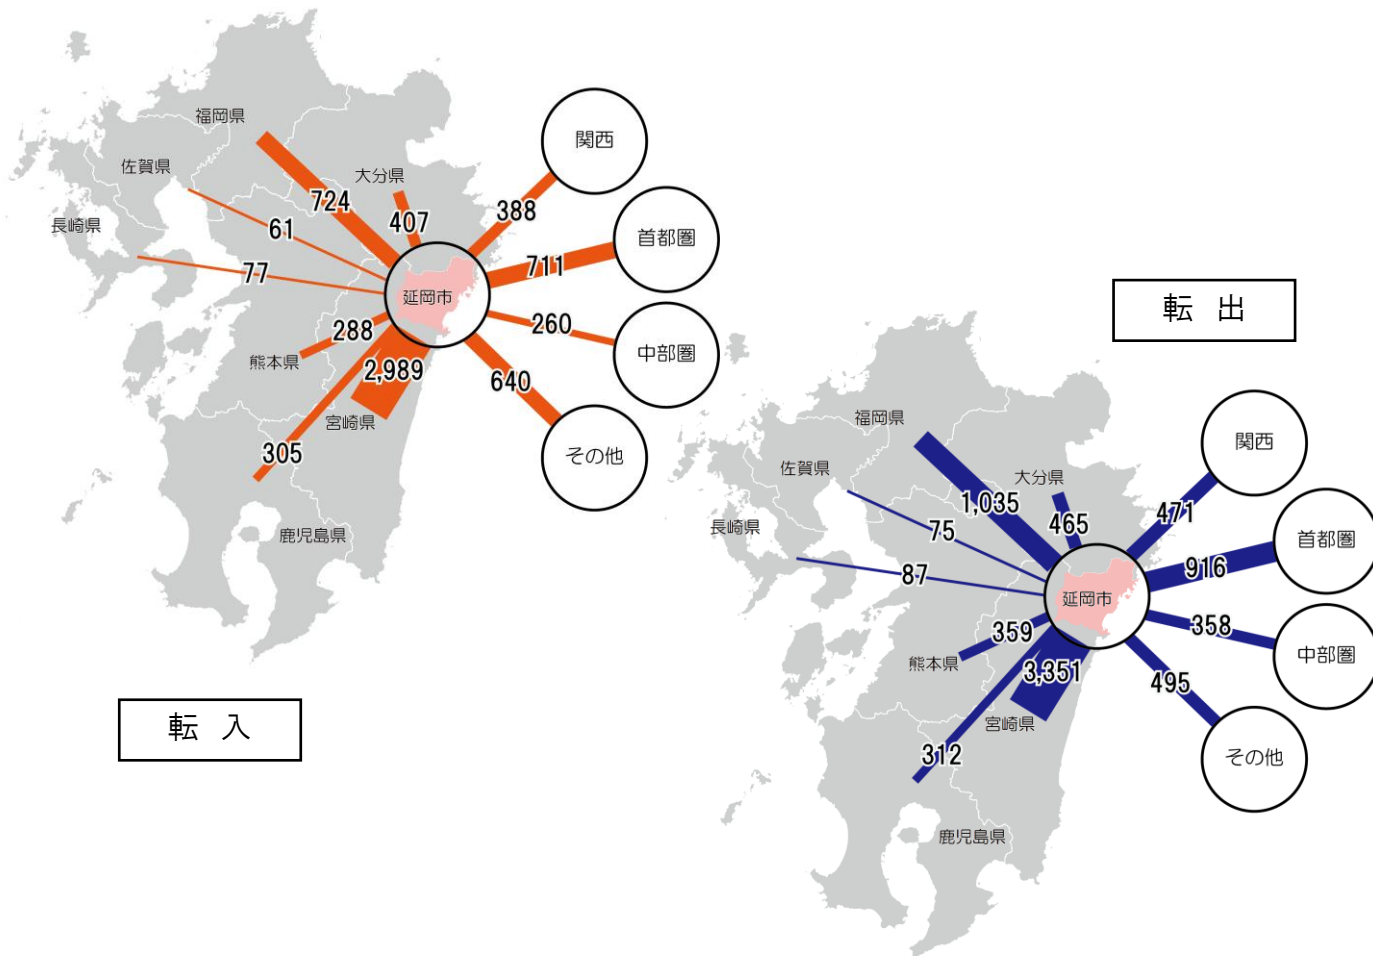 福岡県
佐賀県
長崎県
大分県
熊本県
宮崎県
鹿児島県
延岡市
関西
首都圏
中部圏
その他
724
61
77
407
388
711
260
640
288
2,989
305
転 入
転 出
福岡県
佐賀県
長崎県
大分県
熊本県
宮崎県
鹿児島県
延岡市
関西
首都圏
中部圏
その他
1,035
75
87
465
471
916
358
495
359
3,351
312